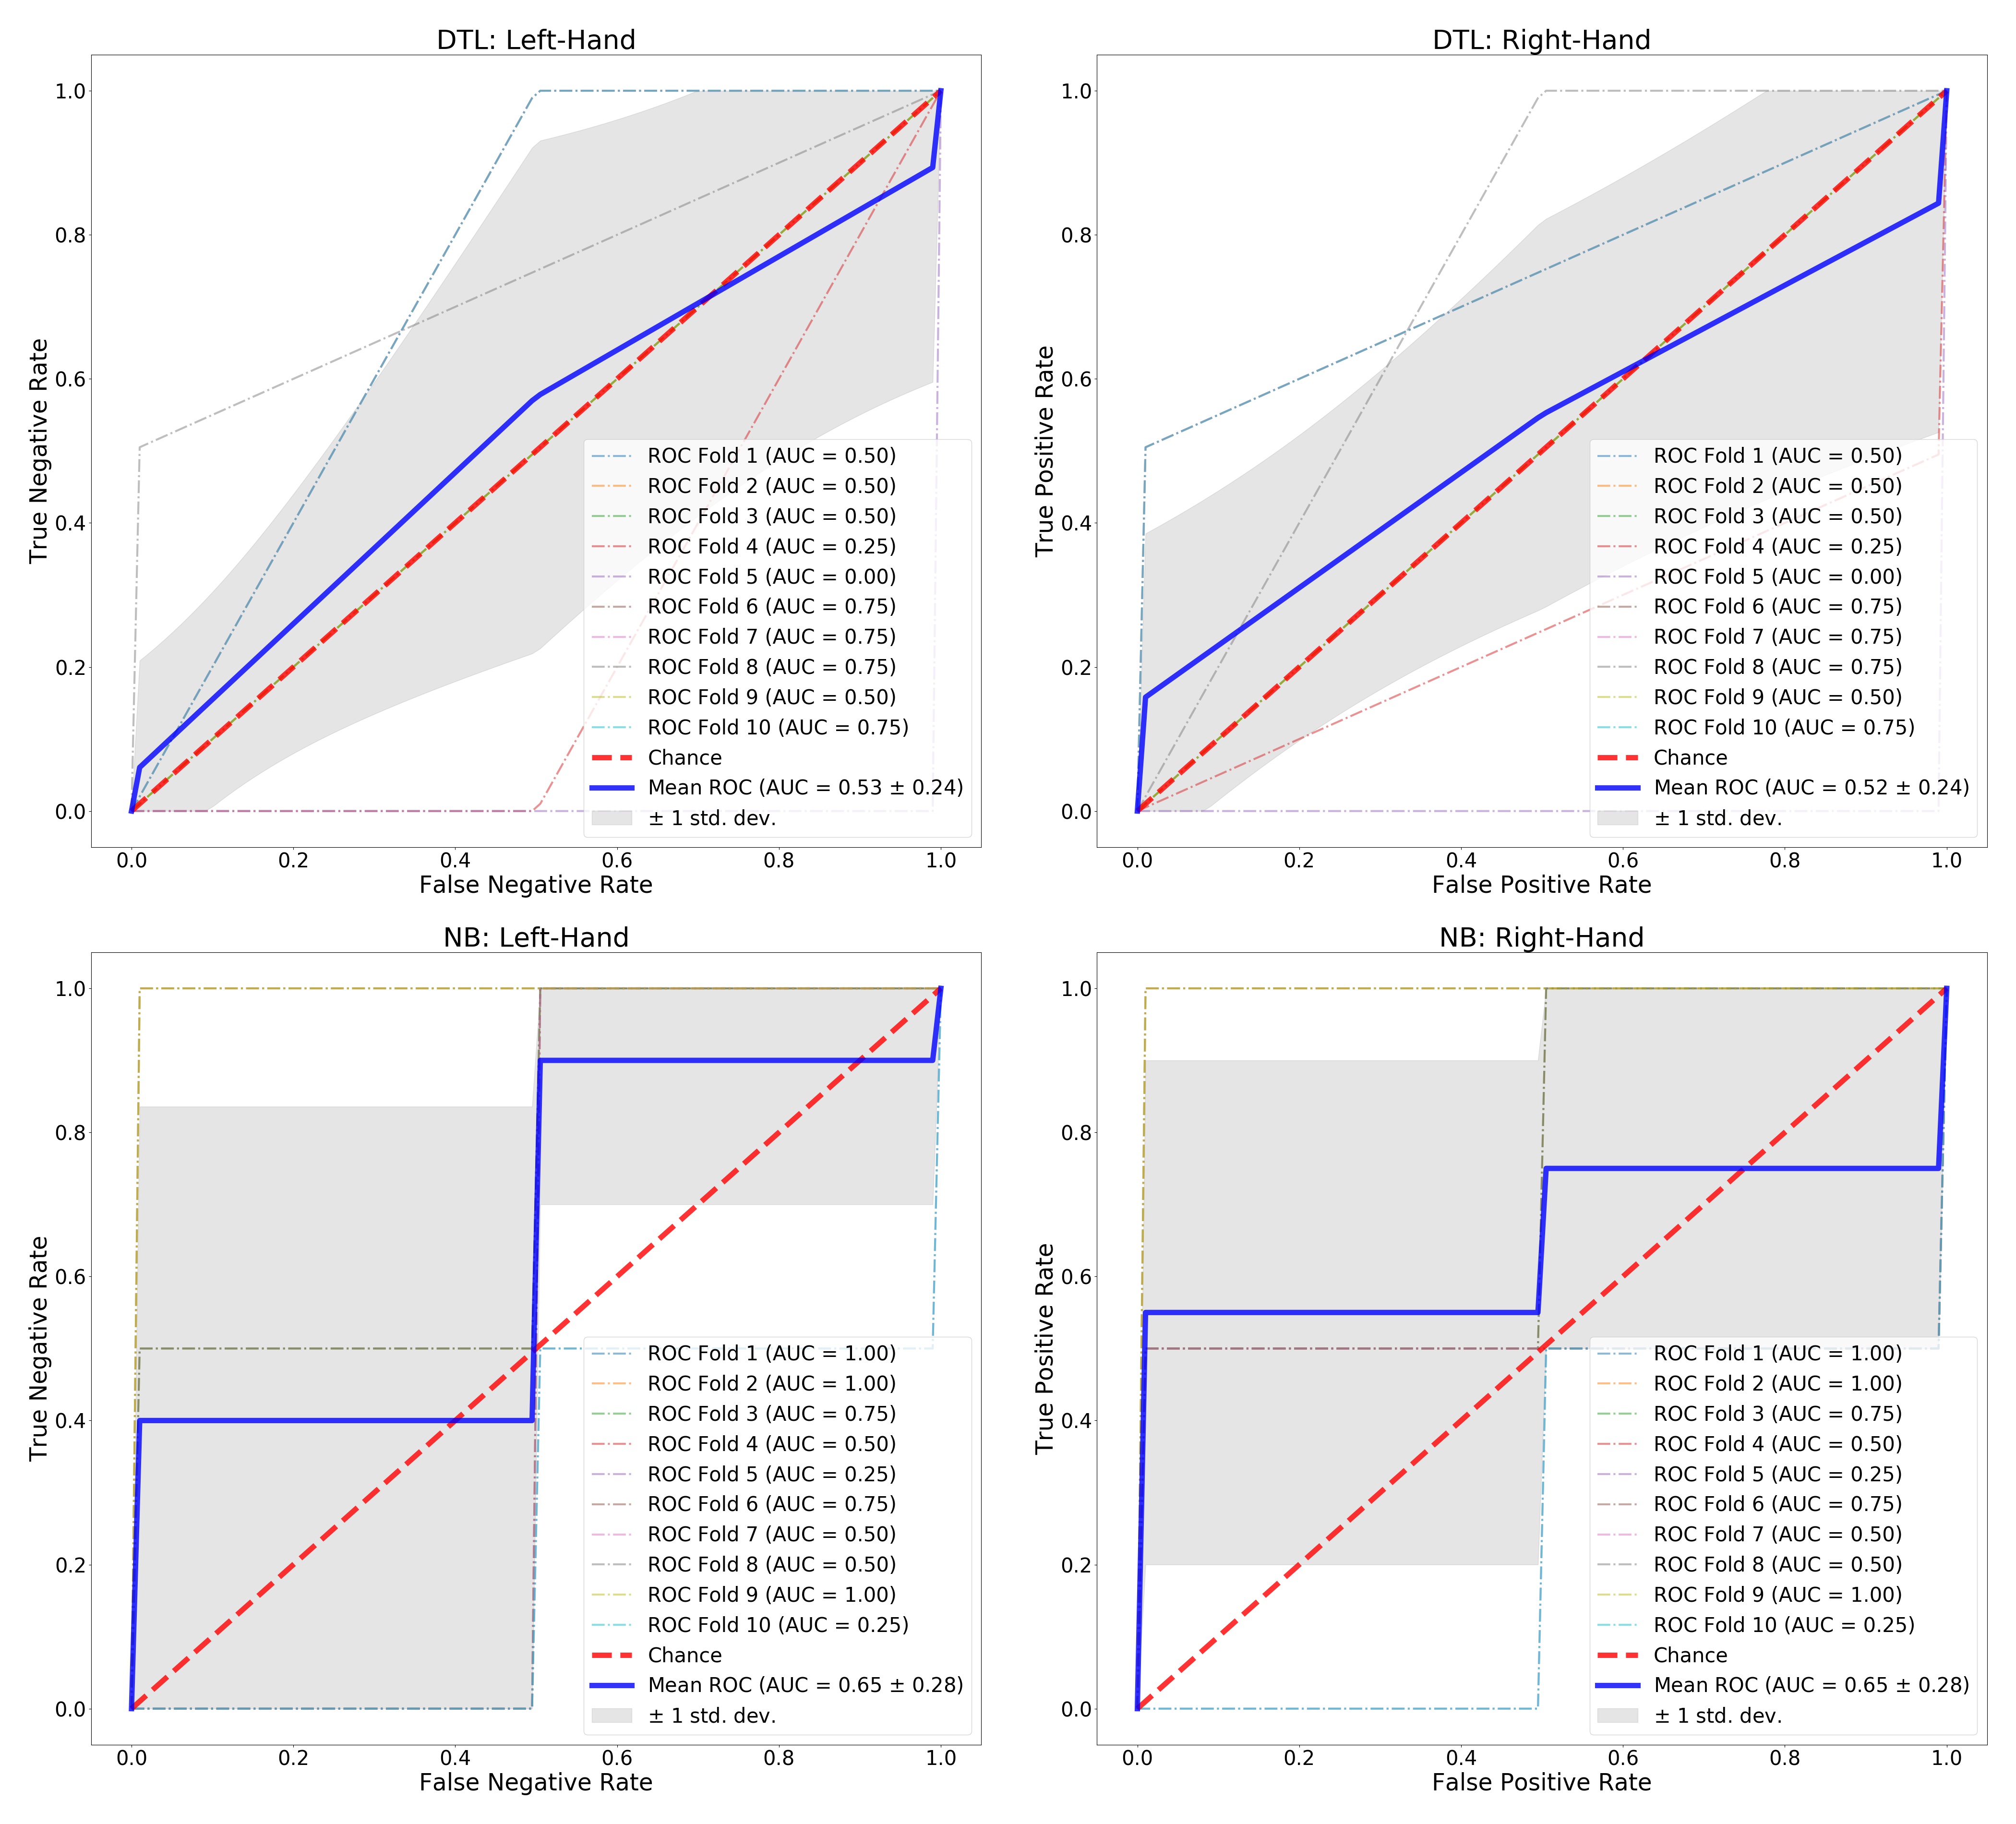 DTL: Left-Hand
True Negative Rate
1.0
0.8
0.6
0.4
0.2
0.0
ROC Fold 1 (AUC = 0.50)
ROC Fold 2 (AUC = 0.50)
ROC Fold 3 (AUC = 0.50)
ROC Fold 4 (AUC = 0.25)
ROC Fold 5 (AUC = 0.00)
ROC Fold 6 (AUC = 0.75)
ROC Fold 7 (AUC = 0.75)
ROC Fold 8 (AUC = 0.75)
ROC Fold 9 (AUC = 0.50)
ROC Fold 10 (AUC = 0.75)
Chance
Mean ROC (AUC = 0.53 ± 0.24)
± 1 std. dev.
0.0 0.2 0.4 0.6 0.8 1.0
False Negative Rate
DTL: Right-Hand
True Positive Rate
1.0
0.8
0.6
0.4
0.2
0.0
ROC Fold 1 (AUC = 0.50)
ROC Fold 2 (AUC = 0.50)
ROC Fold 3 (AUC = 0.50)
ROC Fold 4 (AUC = 0.25)
ROC Fold 5 (AUC = 0.00)
ROC Fold 6 (AUC = 0.75)
ROC Fold 7 (AUC = 0.75)
ROC Fold 8 (AUC = 0.75)
ROC Fold 9 (AUC = 0.50)
ROC Fold 10 (AUC = 0.75)
Chance
Mean ROC (AUC = 0.52 ± 0.24)
± 1 std. dev.
0.0 0.2 0.4 0.6 0.8 1.0
False Positive Rate
NB: Left-Hand
True Negative Rate
1.0
0.8
0.6
0.4
0.2
0.0
ROC Fold 1 (AUC = 1.00)
ROC Fold 2 (AUC = 1.00)
ROC Fold 3 (AUC = 0.75)
ROC Fold 4 (AUC = 0.50)
ROC Fold 5 (AUC = 0.25)
ROC Fold 6 (AUC = 0.75)
ROC Fold 7 (AUC = 0.50)
ROC Fold 8 (AUC = 0.50)
ROC Fold 9 (AUC = 1.00)
ROC Fold 10 (AUC = 0.25)
Chance
Mean ROC (AUC = 0.65 ± 0.28)
± 1 std. dev.
0.0 0.2 0.4 0.6 0.8 1.0
False Negative Rate
NB: Right-Hand
True Positive Rate
1.0
0.8
0.6
0.4
0.2
0.0
ROC Fold 1 (AUC = 1.00)
ROC Fold 2 (AUC = 1.00)
ROC Fold 3 (AUC = 0.75)
ROC Fold 4 (AUC = 0.50)
ROC Fold 5 (AUC = 0.25)
ROC Fold 6 (AUC = 0.75)
ROC Fold 7 (AUC = 0.50)
ROC Fold 8 (AUC = 0.50)
ROC Fold 9 (AUC = 1.00)
ROC Fold 10 (AUC = 0.25)
Chance
Mean ROC (AUC = 0.65 ± 0.28)
± 1 std. dev.
0.0 0.2 0.4 0.6 0.8 1.0
False Positive Rate